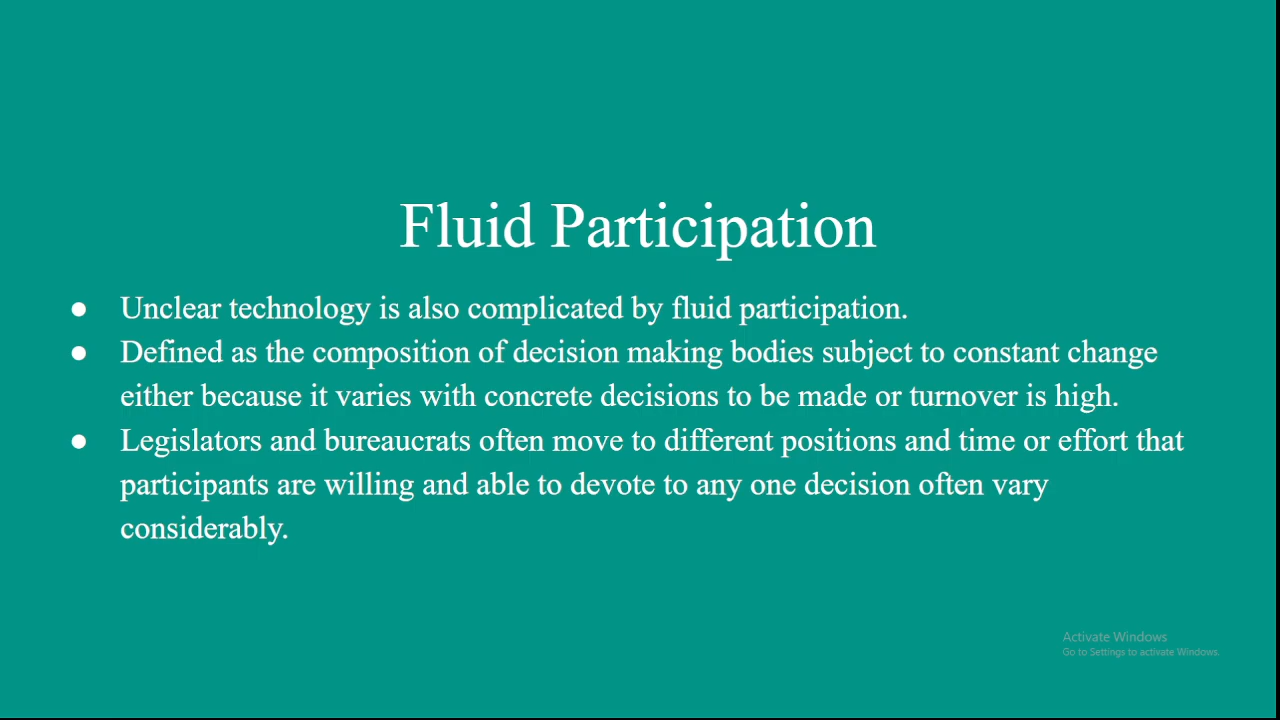 Fluid Participation
● Unclear technology is also complicated by fluid participation.
● Defined as the composition of decision making bodies subject to constant change
either because it varies with concrete decisions to be made or turnover is high.
● Legislators and bureaucrats often move to different positions and time or effort that
participants are willing and able to devote to any one decision often vary
considerably.
Activate Windows
Go to Settings to activate Windows.